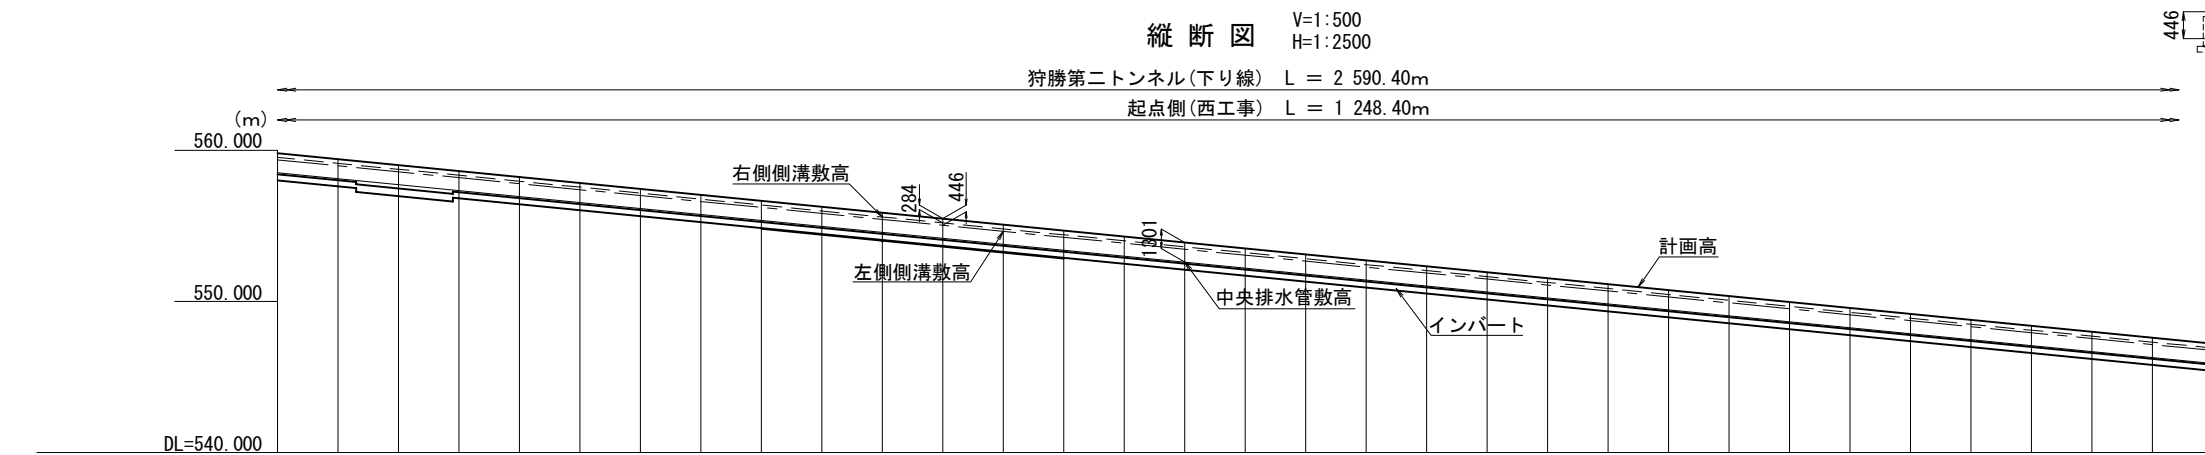 縦断図
V=1:500
H=1:2500
446
狩勝第二トンネル(下り線) L = 2 590.40m
起点側(西工事) L = 1 248.40m
(m)
560.000
右側側溝敷高
284
446
左側側溝敷高
1301
計画高
中央排水管敷高
550.000
インバート
DL=540.000